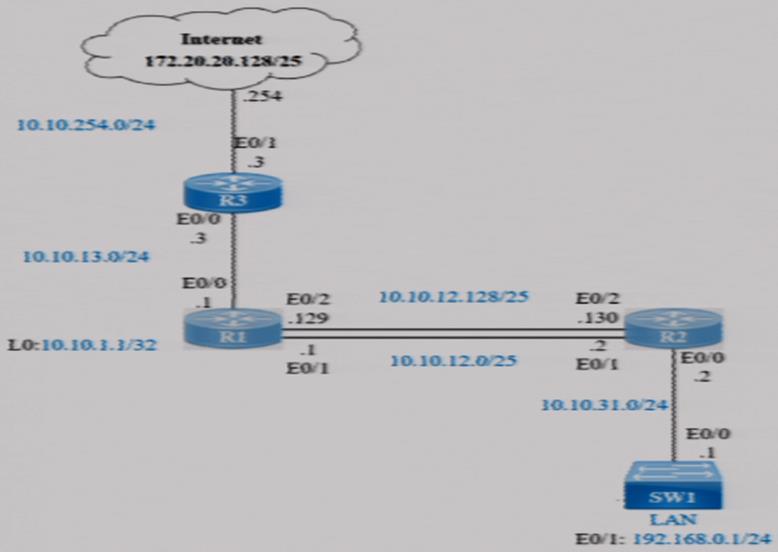 Internet
172.20.20.128/25
.254
10.10.254.0/24
E0/1
.3
R3
E0/0
.3
10.10.13.0/24
E0/0
.1
E0/2
10.10.12.128/25
E0/2
.129
.130
R1
R2
L0:10.10.1.1/32
.1
10.10.12.0/25
.2
E0/0
E0/1
E0/1
.2
10.10.31.0/24
E0/0
.1
SW1
LAN
E0/1: 192.168.0.1/24